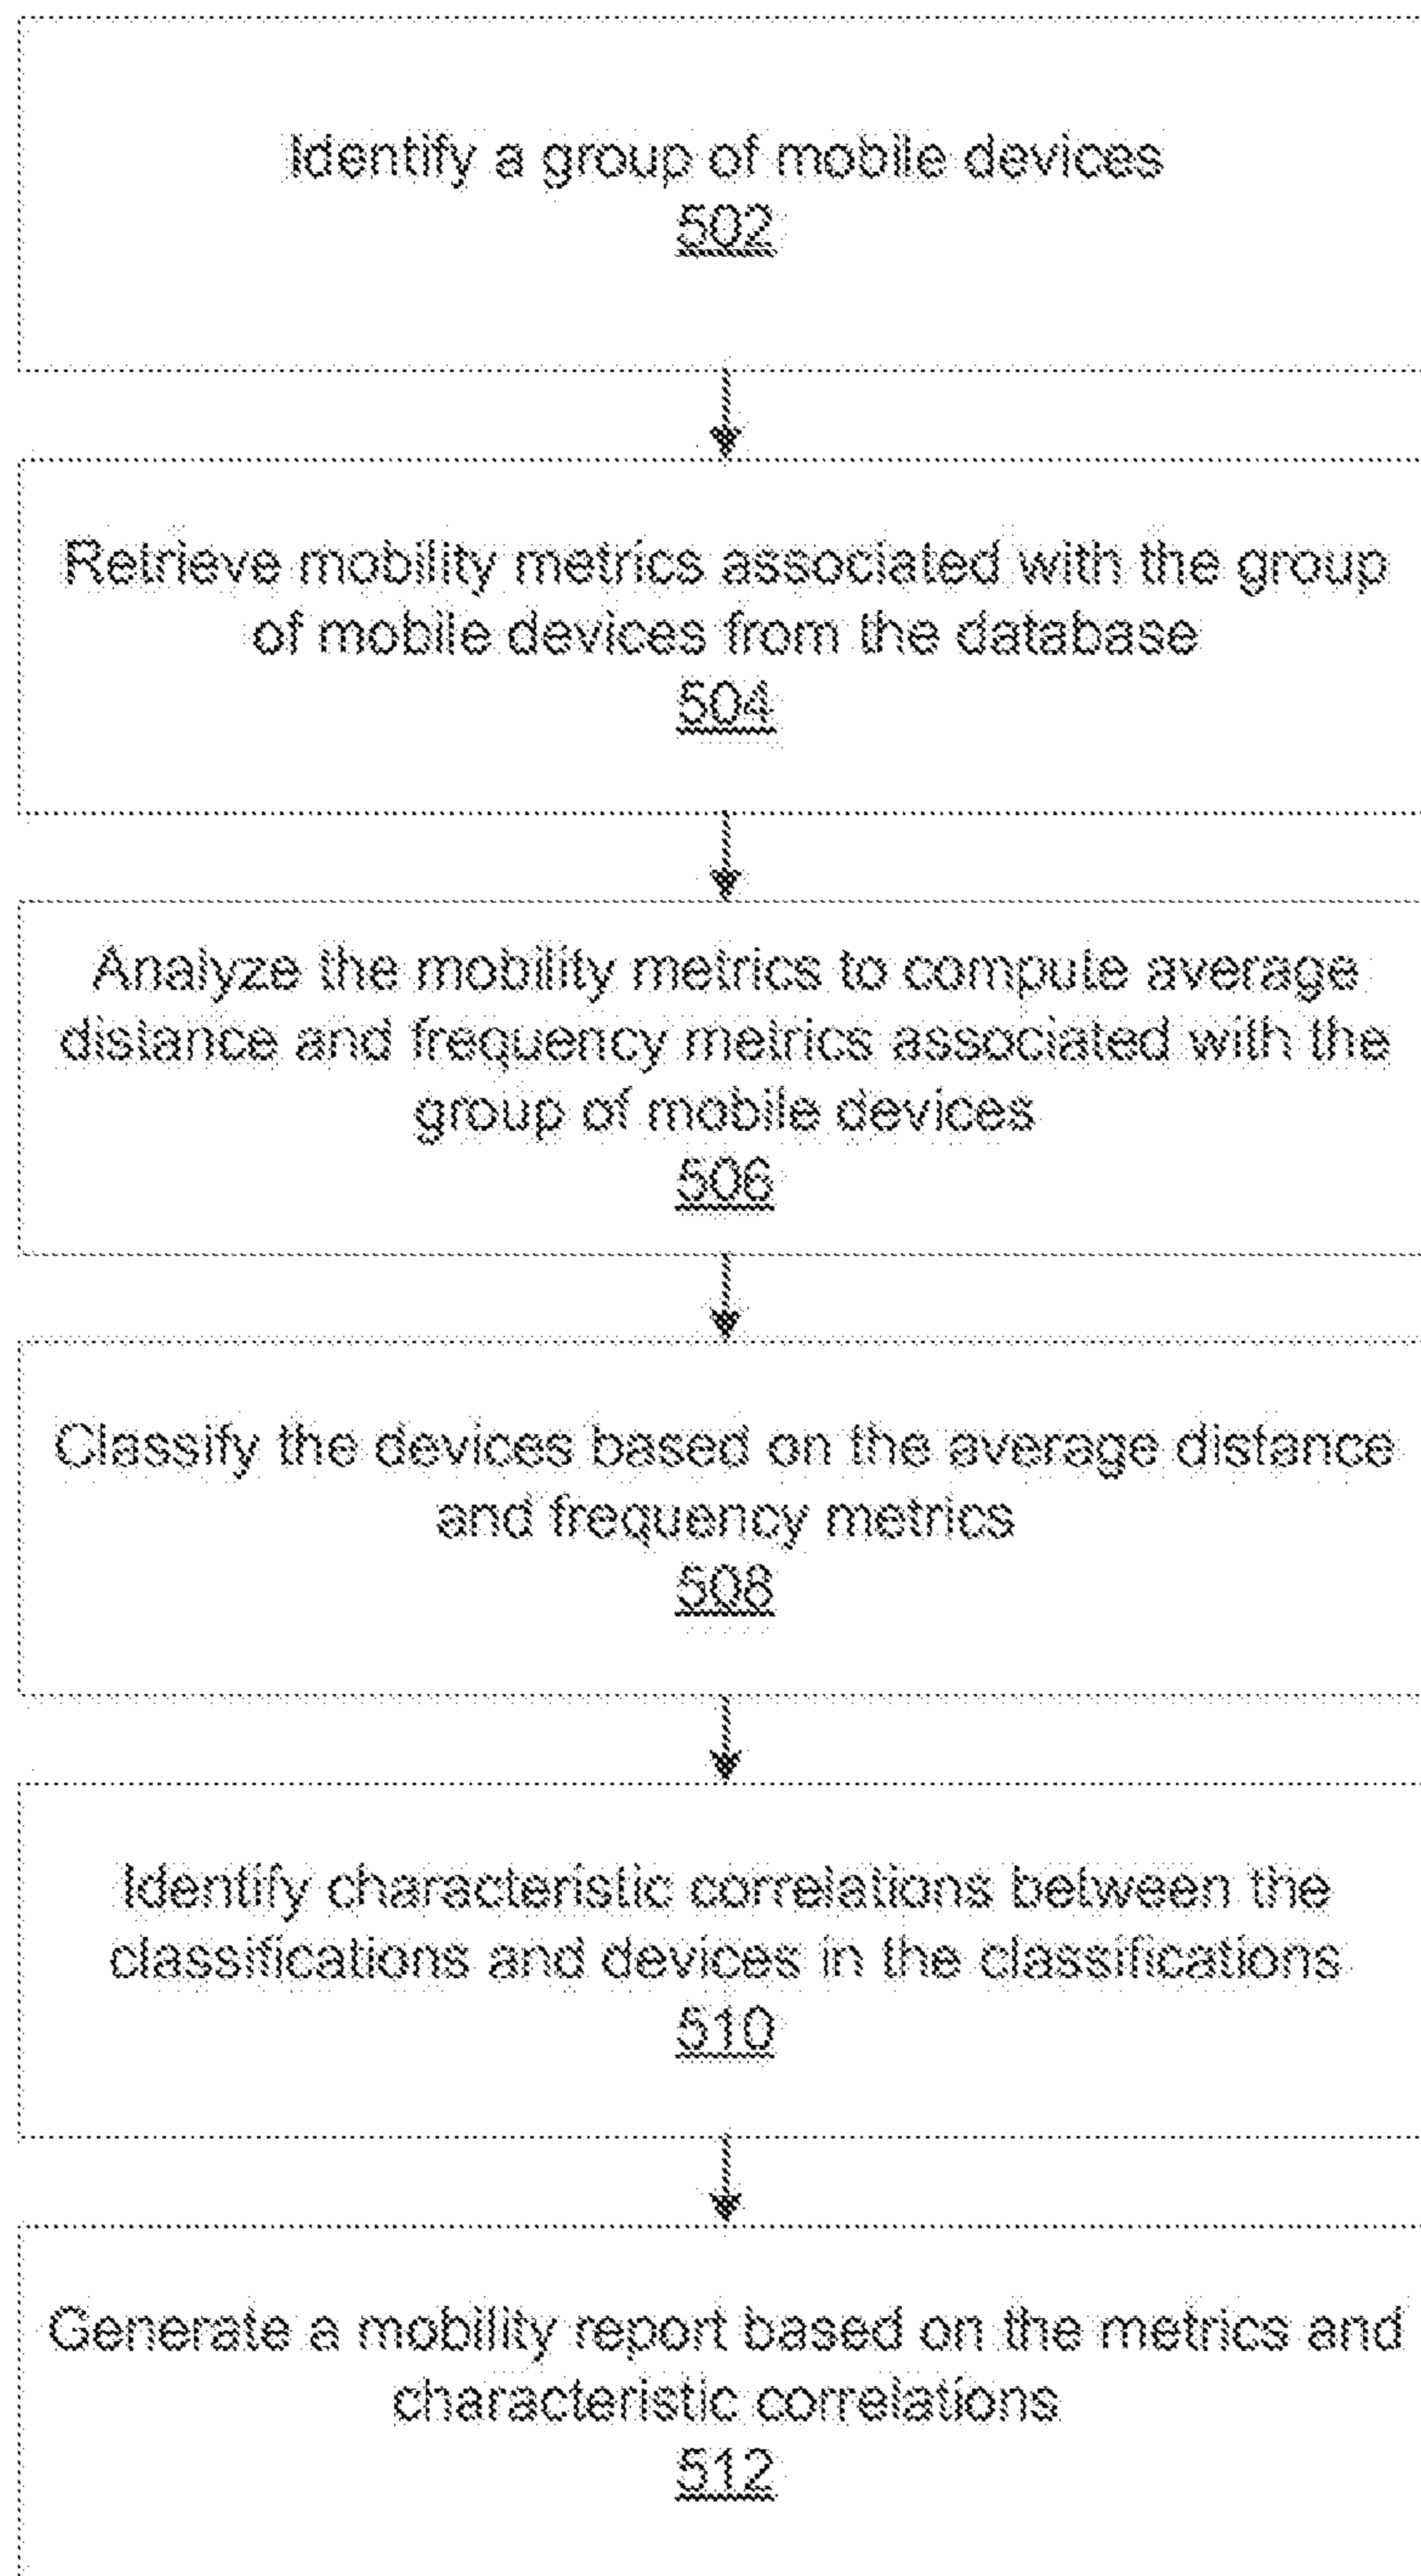 Identify a group of mobile devices
502
Retrieve mobility metrics associated with the group
of mobile devices from the database
504
Analyze the mobility metrics to compute average
distance and frequency metrics associated with the
group of mobile devices
506
Classify the devices based on the average distance
and frequency metrics
508
Identify characteristic correlations between the
classifications and devices in the classifications
510
Generate a mobility report based on the metrics and
characteristic correlations
512